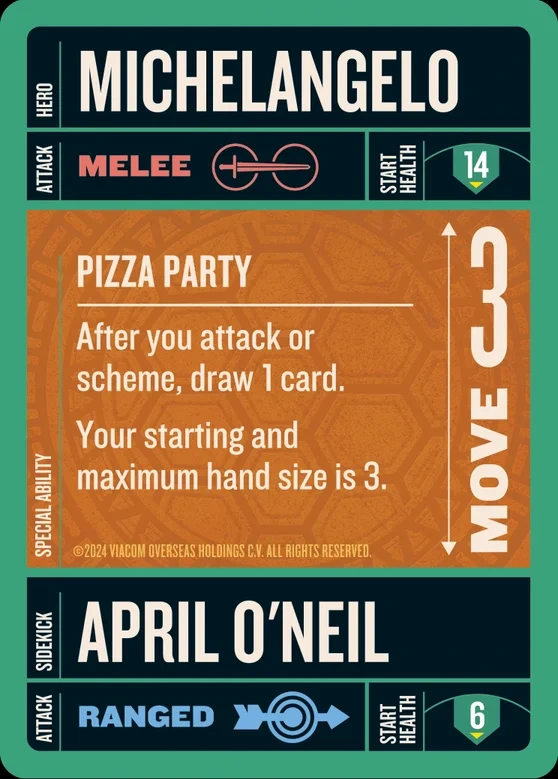 HERO
MICHELANGELO
ATTACK
MELEE
START
HEALTH
14
SPECIAL ABILITY
PIZZA PARTY
After you attack or
scheme, draw 1 card.
Your starting and
maximum hand size is 3.
©2024 VIACOM OVERSEAS HOLDINGS C.V. ALL RIGHTS RESERVED.
MOVE 3
SIDEKICK
APRIL O'NEIL
ATTACK
RANGED
START
HEALTH
6